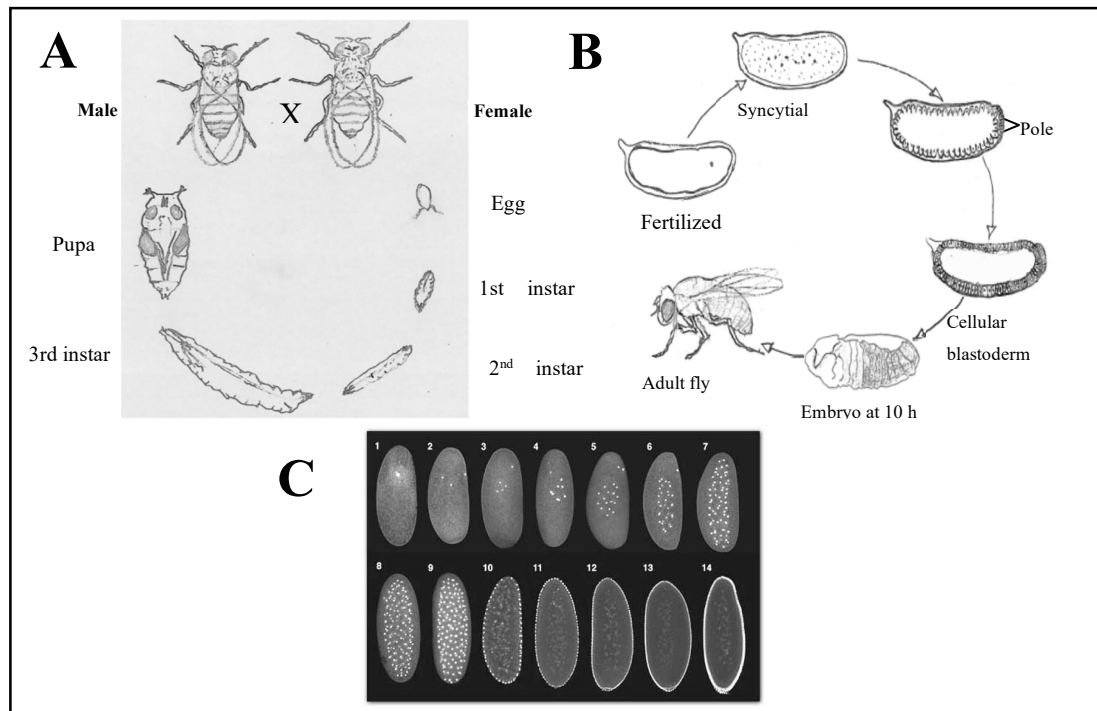 A
Male
X
Female
Egg
Pupa
1st instar
3rd instar
2nd instar
B
Syncytial
Pole
Fertilized
Cellular
blastoderm
Adult fly
Embryo at 10 h
C
1 2 3 4 5 6 7
8 9 10 11 12 13 14